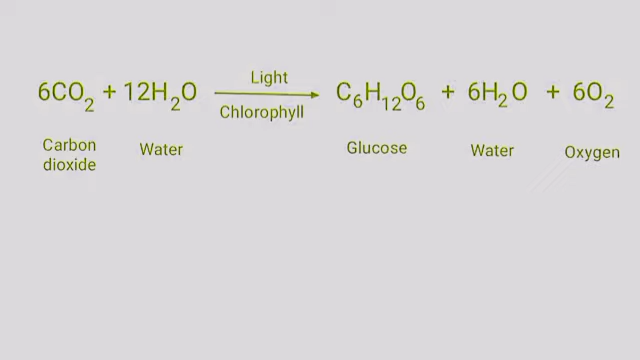 6CO₂ + 12H₂O Light C₆H₁₂O₆ + 6H₂O + 6O₂
Chlorophyll
Carbon dioxide Water Glucose Water Oxygen